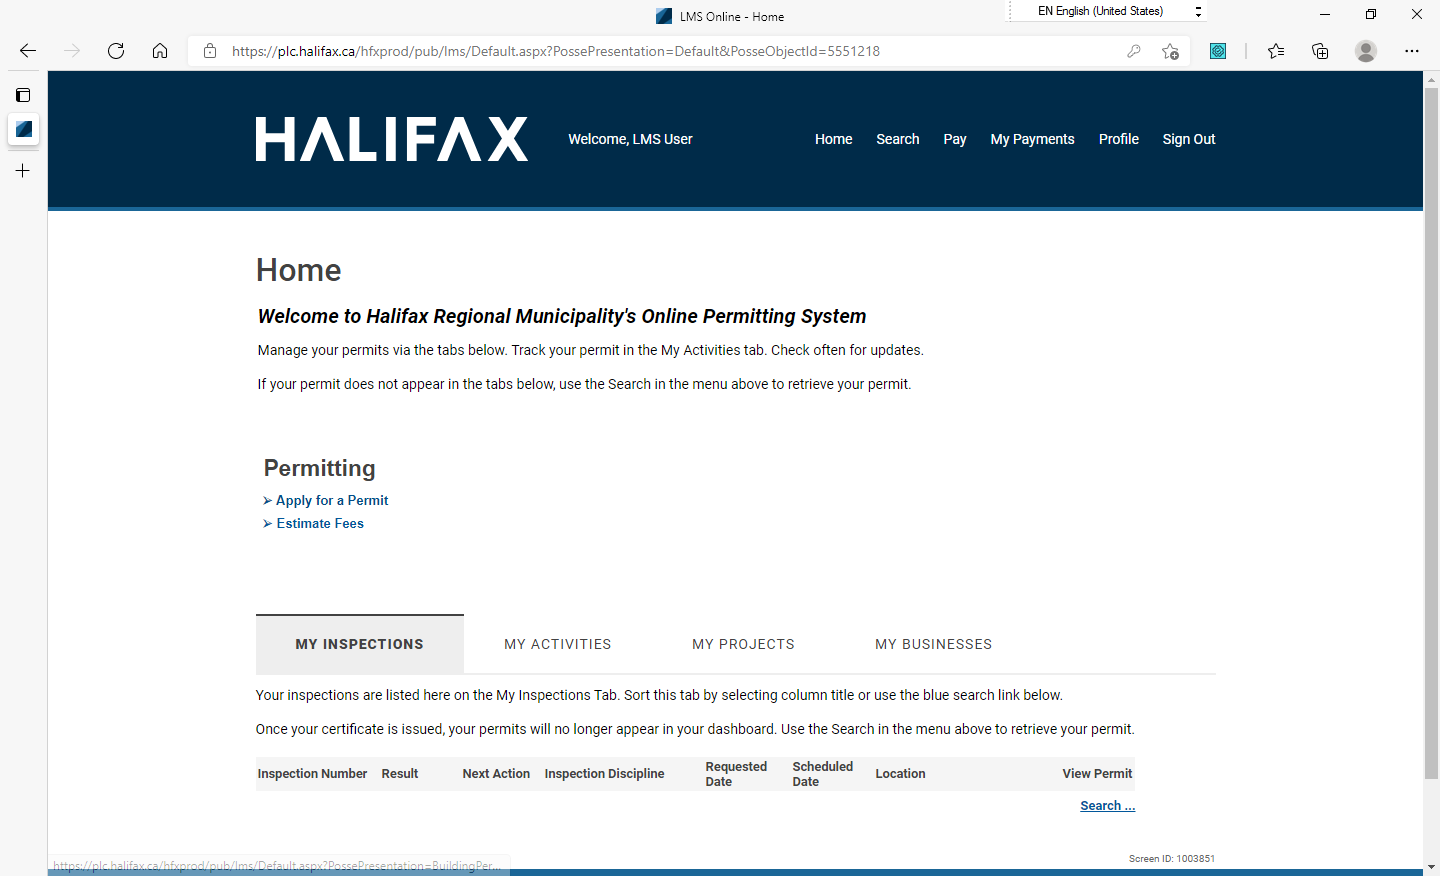 LMS Online - Home
EN English (United States)
https://plc.halifax.ca/hfxprod/pub/lms/Default.aspx?PossePresentation=Default&PosseObjectId=5551218
HALIFAX
Welcome, LMS User
Home
Search
Pay
My Payments
Profile
Sign Out
Home
Welcome to Halifax Regional Municipality's Online Permitting System
Manage your permits via the tabs below. Track your permit in the My Activities tab. Check often for updates.
If your permit does not appear in the tabs below, use the Search in the menu above to retrieve your permit.
Permitting
➢ Apply for a Permit
➢ Estimate Fees
MY INSPECTIONS
MY ACTIVITIES
MY PROJECTS
MY BUSINESSES
Your inspections are listed here on the My Inspections Tab. Sort this tab by selecting column title or use the blue search link below.
Once your certificate is issued, your permits will no longer appear in your dashboard. Use the Search in the menu above to retrieve your permit.
Inspection Number
Result
Next Action
Inspection Discipline
Requested
Date
Scheduled
Date
Location
View Permit
Search ...
Screen ID: 1003851
https://plc.halifax.ca/hfxprod/pub/lms/Default.aspx?PossePresentation=BuildingPer...